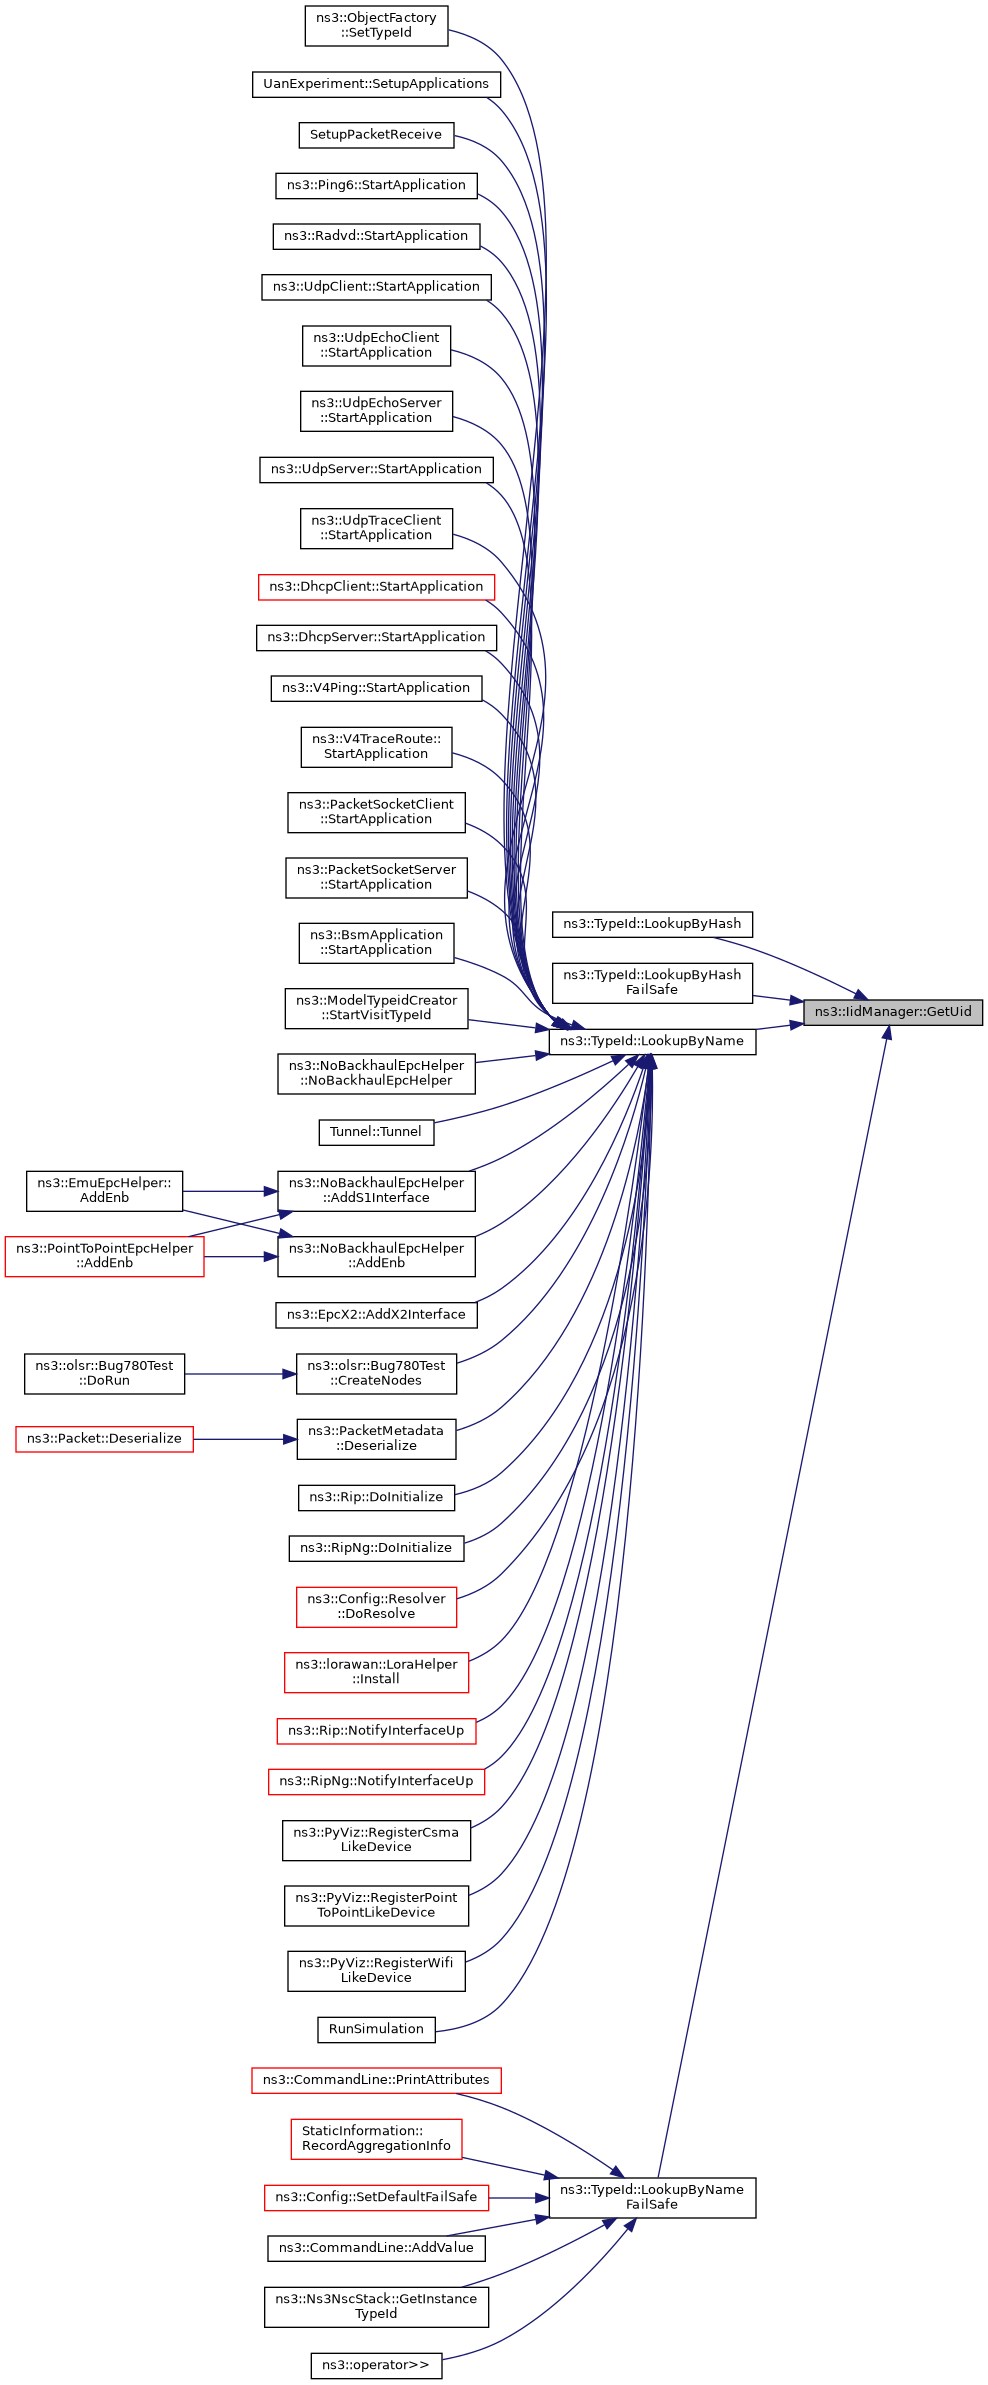 ns3::ObjectFactory
::SetTypeId
UanExperiment::SetupApplications
SetupPacketReceive
ns3::Ping6::StartApplication
ns3::Radvd::StartApplication
ns3::UdpClient::StartApplication
ns3::UdpEchoClient
::StartApplication
ns3::UdpEchoServer
::StartApplication
ns3::UdpServer::StartApplication
ns3::UdpTraceClient
::StartApplication
ns3::DhcpClient::StartApplication
ns3::DhcpServer::StartApplication
ns3::V4Ping::StartApplication
ns3::V4TraceRoute::
StartApplication
ns3::PacketSocketClient
::StartApplication
ns3::PacketSocketServer
::StartApplication
ns3::BsmApplication
::StartApplication
ns3::ModelTypeidCreator
::StartVisitTypeId
ns3::NoBackhaulEpcHelper
::NoBackhaulEpcHelper
Tunnel::Tunnel
ns3::NoBackhaulEpcHelper
::AddS1Interface
ns3::NoBackhaulEpcHelper
::AddEnb
ns3::EmuEpcHelper::
AddEnb
ns3::PointToPointEpcHelper
::AddEnb
ns3::EpcX2::AddX2Interface
ns3::olsr::Bug780Test
::CreateNodes
ns3::olsr::Bug780Test
::DoRun
ns3::PacketMetadata
::Deserialize
ns3::Packet::Deserialize
ns3::Rip::DoInitialize
ns3::RipNg::DoInitialize
ns3::Config::Resolver
::DoResolve
ns3::lorawan::LoraHelper
::Install
ns3::Rip::NotifyInterfaceUp
ns3::RipNg::NotifyInterfaceUp
ns3::PyViz::RegisterCsma
LikeDevice
ns3::PyViz::RegisterPoint
ToPointLikeDevice
ns3::PyViz::RegisterWifi
LikeDevice
RunSimulation
ns3::CommandLine::PrintAttributes
StaticInformation::
RecordAggregationInfo
ns3::Config::SetDefaultFailSafe
ns3::CommandLine::AddValue
ns3::Ns3NscStack::GetInstance
TypeId
ns3::operator>>
ns3::TypeId::LookupByHash
ns3::TypeId::LookupByHash
FailSafe
ns3::TypeId::LookupByName
ns3::TypeId::LookupByName
FailSafe
ns3::IidManager::GetUid